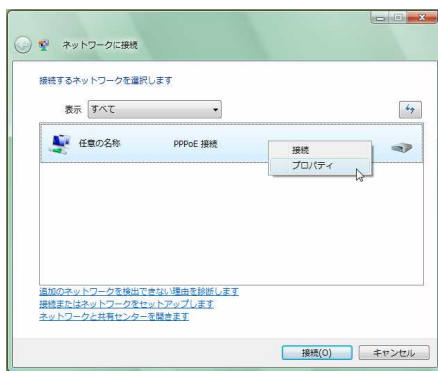 ネットワークに接続
接続するネットワークを選択します
表示 すべて
任意の名称 PPPoE 接続
接続
プロパティ
追加のネットワークを検出できない理由を診断します
接続またはネットワークをセットアップします
ネットワークと共有センターを開きます
接続(O) キャンセル